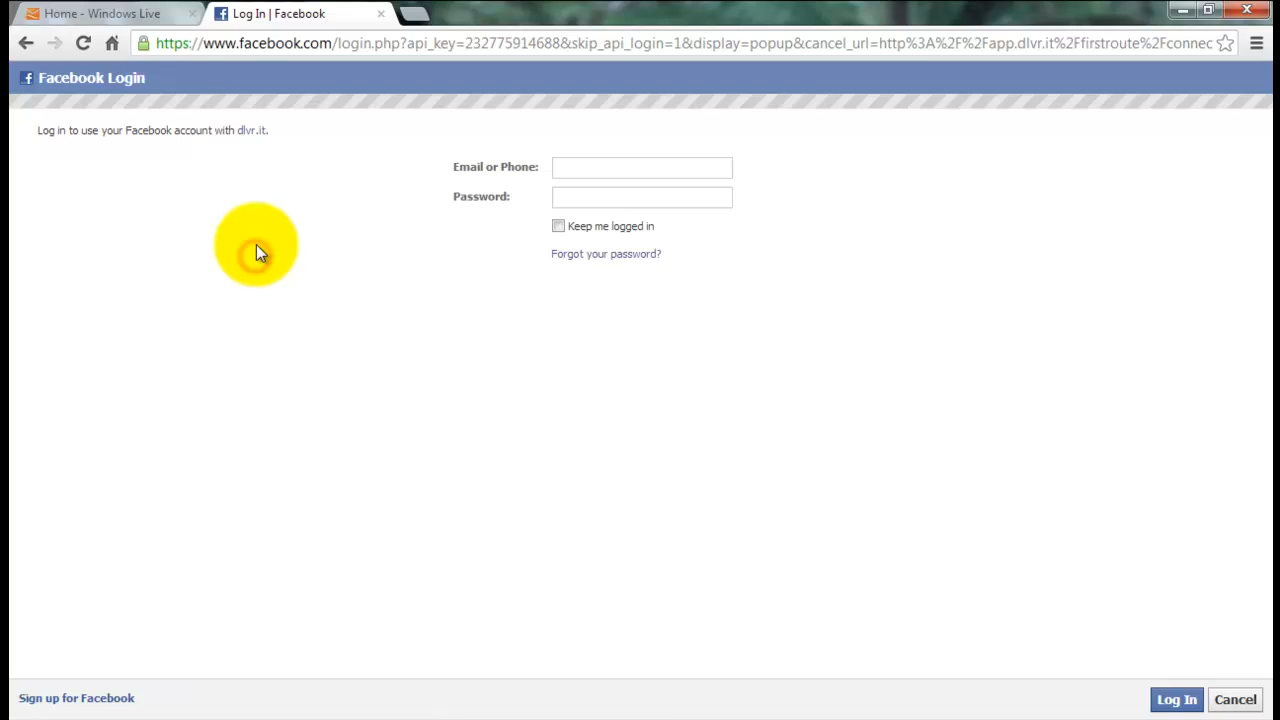 Home - Windows Live
Log In | Facebook
https://www.facebook.com/login.php?api_key=232775914688&skip_api_login=1&display=popup&cancel_url=http%3A%2F%2Fapp.dlvr.it%2Ffirstroute%2Fconnec
Facebook Login
Log in to use your Facebook account with dlvr.it.
Email or Phone:
Password:
Keep me logged in
Forgot your password?
Sign up for Facebook
Log In Cancel